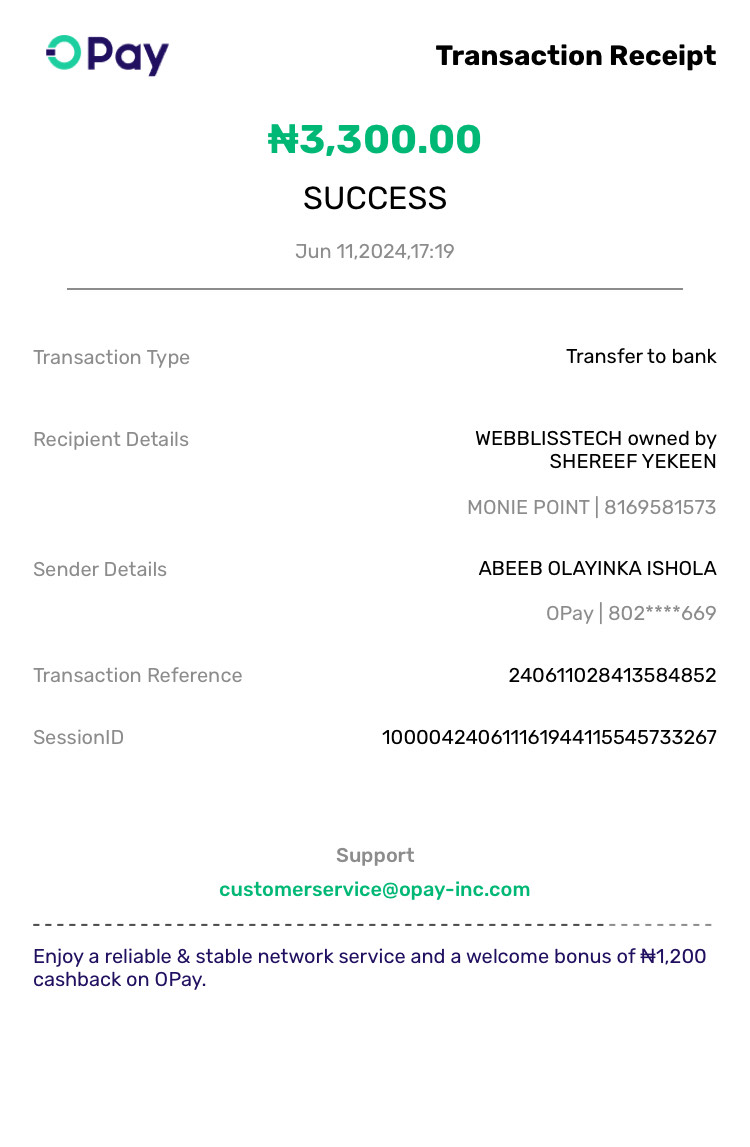 OPay
Transaction Receipt
₦3,300.00
SUCCESS
Jun 11,2024,17:19
Transaction Type
Transfer to bank
Recipient Details
WEBBLISSTECH owned by
SHEREEF YEKEEN
MONIE POINT | 8169581573
Sender Details
ABEEB OLAYINKA ISHOLA
OPay | 802****669
Transaction Reference
240611028413584852
SessionID
100004240611161944115545733267
Support
customerservice@opay-inc.com
Enjoy a reliable & stable network service and a welcome bonus of ₦1,200
cashback on OPay.